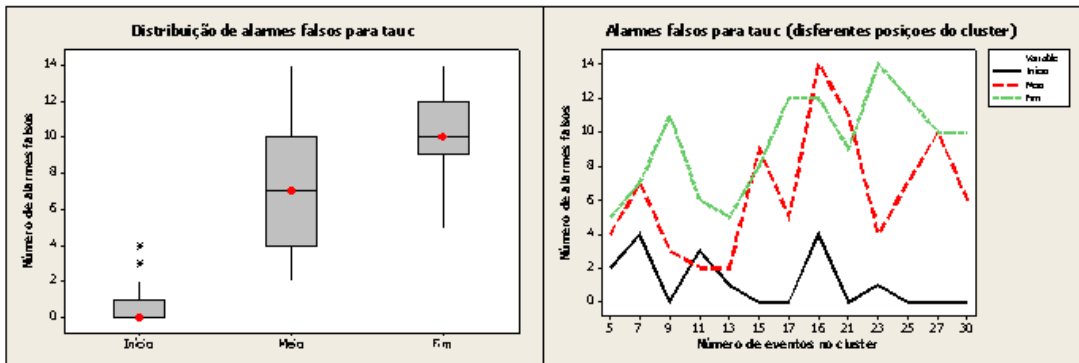 Distribuição de alarmes falsos para tau c
Número de alarmes falsos
14
12
10
8
6
4
2
0
Início
Meio
Fim
Alarmes falsos para tau c (disferentes posiçoes do cluster)
Número de alarmes falsos
14
12
10
8
6
4
2
0
5 7 9 11 13 15 17 16 21 23 25 27 30
Número de eventos no cluster
Variable
Início
Meio
Fim